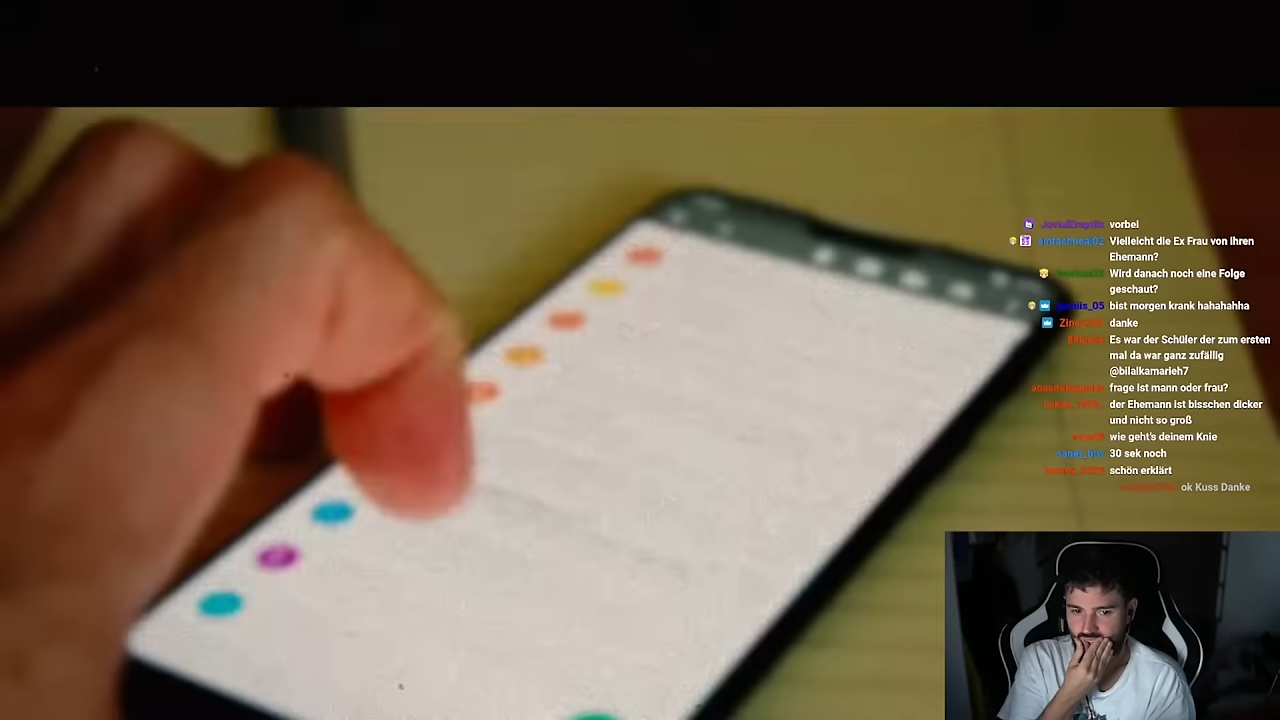 vorbei
einfachneal02 Vielleicht die Ex Frau von ihren
Ehemann?
Wird danach noch eine Folge
geschaut?
bist morgen krank hahahahha
danke
Es war der Schüler der zum ersten
mal da war ganz zufällig
@bilalkamarieh7
frage ist mann oder frau?
der Ehemann ist bisschen dicker
und nicht so groß
wie geht's deinem Knie
30 sek noch
schön erklärt
ok Kuss Danke